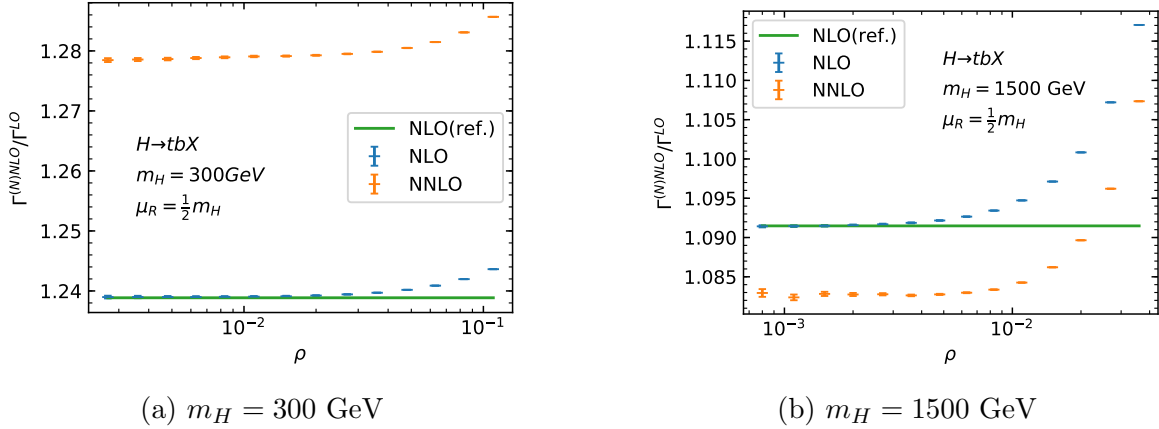 Γ^{(N)NLO}/Γ^{LO}
1.28
1.27
1.26
1.25
1.24
H→tbX
m_H = 300GeV
μ_R = ½m_H
NLO(ref.)
NLO
NNLO
10⁻²
10⁻¹
ρ
(a) m_H = 300 GeV
Γ^{(N)NLO}/Γ^{LO}
1.115
1.110
1.105
1.100
1.095
1.090
1.085
NLO(ref.)
NLO
NNLO
H→tbX
m_H = 1500 GeV
μ_R = ½m_H
10⁻³
10⁻²
ρ
(b) m_H = 1500 GeV